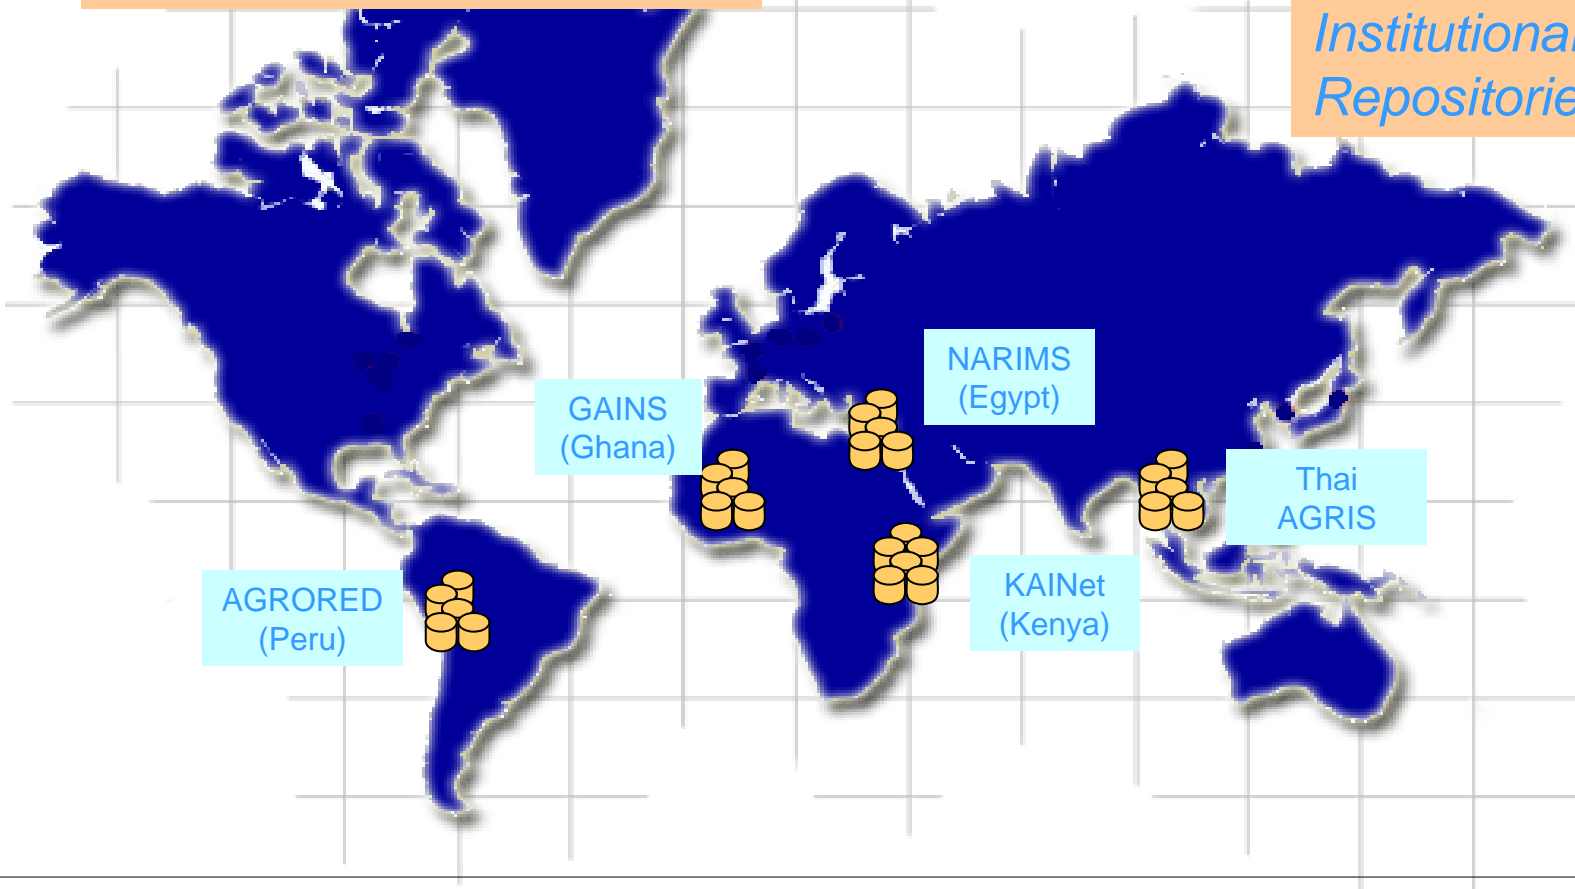 Institutional
Repositorie
NARIMS
(Egypt)
GAINS
(Ghana)
Thai
AGRIS
KAINet
(Kenya)
AGRORED
(Peru)